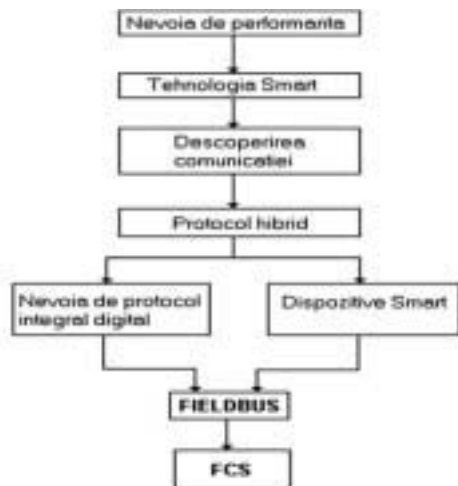 Nevoia de performanta
Tehnologia Smart
Descoperirea
comunicatiei
Protocol hibrid
Nevoia de protocol
integral digital
Dispozitive Smart
FIELDBUS
FCS